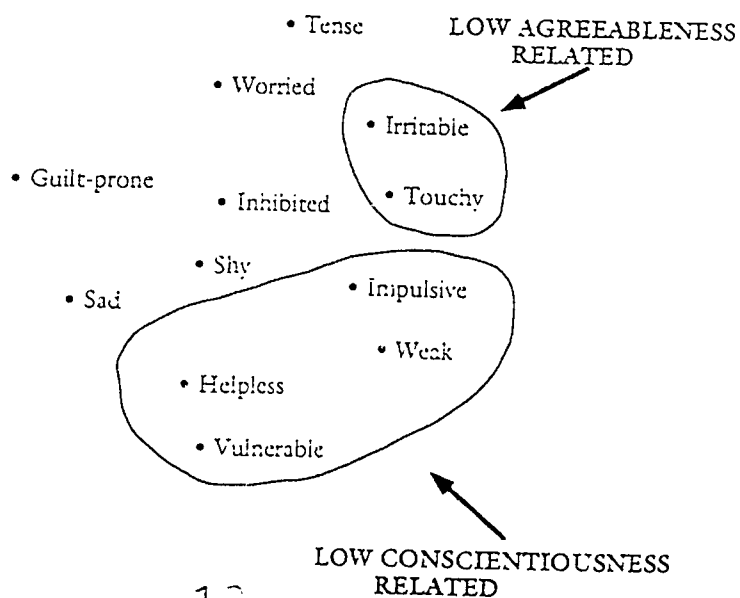 Tense
LOW AGREEABLENESS
RELATED
Worried
Irritable
Guilt-prone
Touchy
Inhibited
Shy
Impulsive
Sad
Weak
Helpless
Vulnerable
LOW CONSCIENTIOUSNESS
RELATED